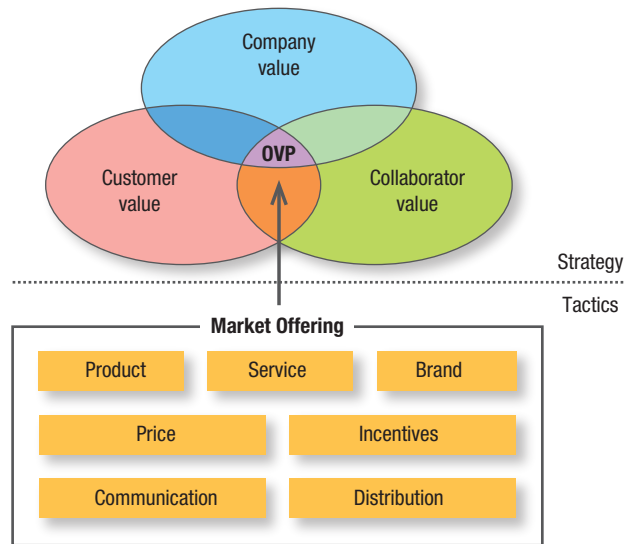 Company
value
OVP
Customer
value
Collaborator
value
Strategy
Tactics
Market Offering
Product
Service
Brand
Price
Incentives
Communication
Distribution